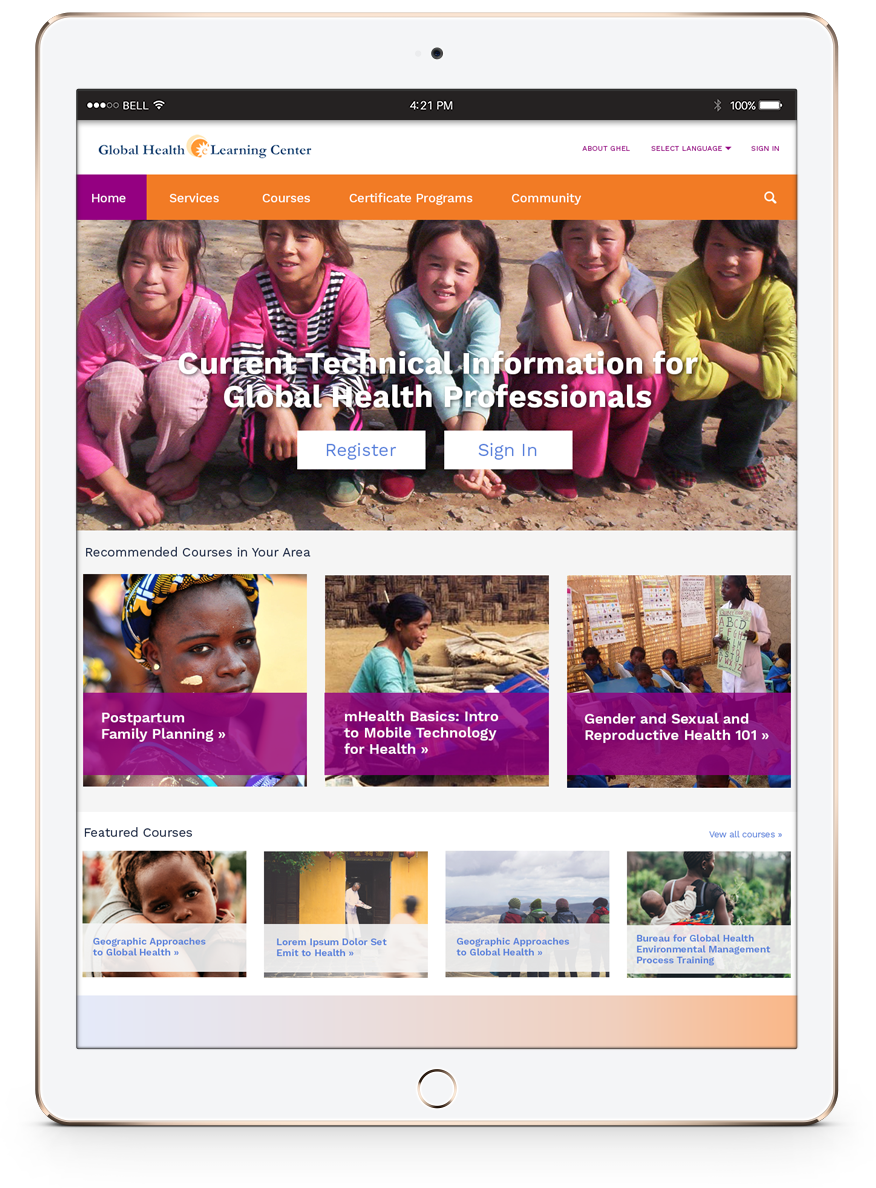 BELL
4:21 PM
100%
Global Health eLearning Center
ABOUT GHEL
SELECT LANGUAGE
SIGN IN
Home
Services
Courses
Certificate Programs
Community
Current Technical Information for
Global Health Professionals
Register
Sign In
Recommended Courses in Your Area
Postpartum
Family Planning »
mHealth Basics: Intro
to Mobile Technology
for Health »
Gender and Sexual and
Reproductive Health 101 »
Featured Courses
Vew all courses »
Geographic Approaches
to Global Health »
Lorem Ipsum Dolor Set
Emit to Health »
Geographic Approaches
to Global Health »
Bureau for Global Health
Environmental Management
Process Training